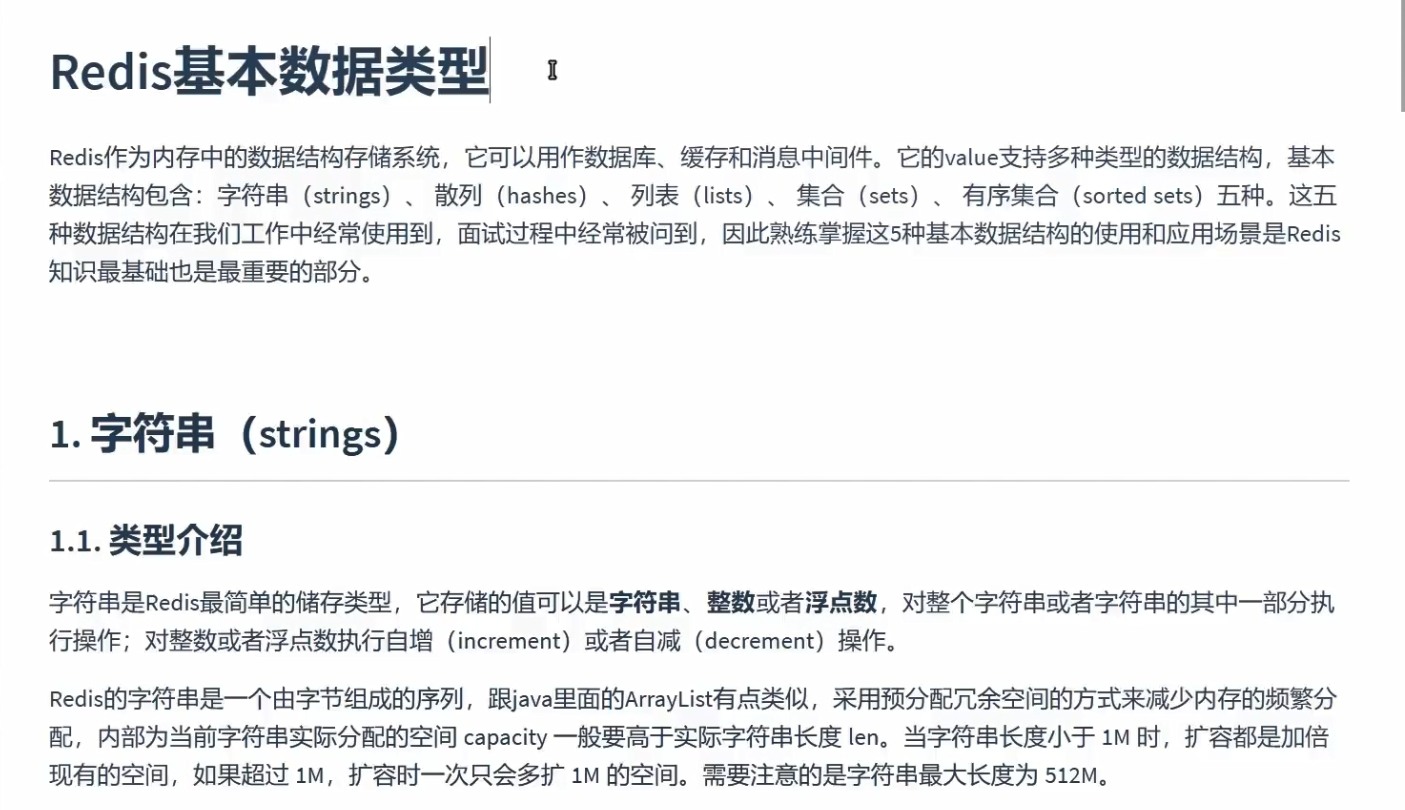 Redis基本数据类型
Redis作为内存中的数据结构存储系统，它可以用作数据库、缓存和消息中间件。它的value支持多种类型的数据结构，基本
数据结构包含：字符串（strings）、 散列（hashes）、 列表（lists）、 集合（sets）、 有序集合（sorted sets）五种。这五
种数据结构在我们工作中经常使用到，面试过程中经常被问到，因此熟练掌握这5种基本数据结构的使用和应用场景是Redis
知识最基础也是最重要的部分。
1. 字符串（strings）
1.1. 类型介绍
字符串是Redis最简单的储存类型，它存储的值可以是字符串、整数或者浮点数，对整个字符串或者字符串的其中一部分执
行操作；对整数或者浮点数执行自增（increment）或者自减（decrement）操作。
Redis的字符串是一个由字节组成的序列，跟java里面的ArrayList有点类似，采用预分配冗余空间的方式来减少内存的频繁分
配，内部为当前字符串实际分配的空间 capacity 一般要高于实际字符串长度 len。当字符串长度小于 1M 时，扩容都是加倍
现有的空间，如果超过 1M，扩容时一次只会多扩 1M 的空间。需要注意的是字符串最大长度为 512M。